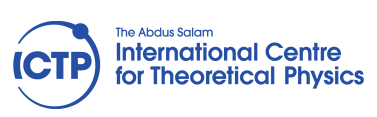 ICTP
The Abdus Salam
International Centre
for Theoretical Physics